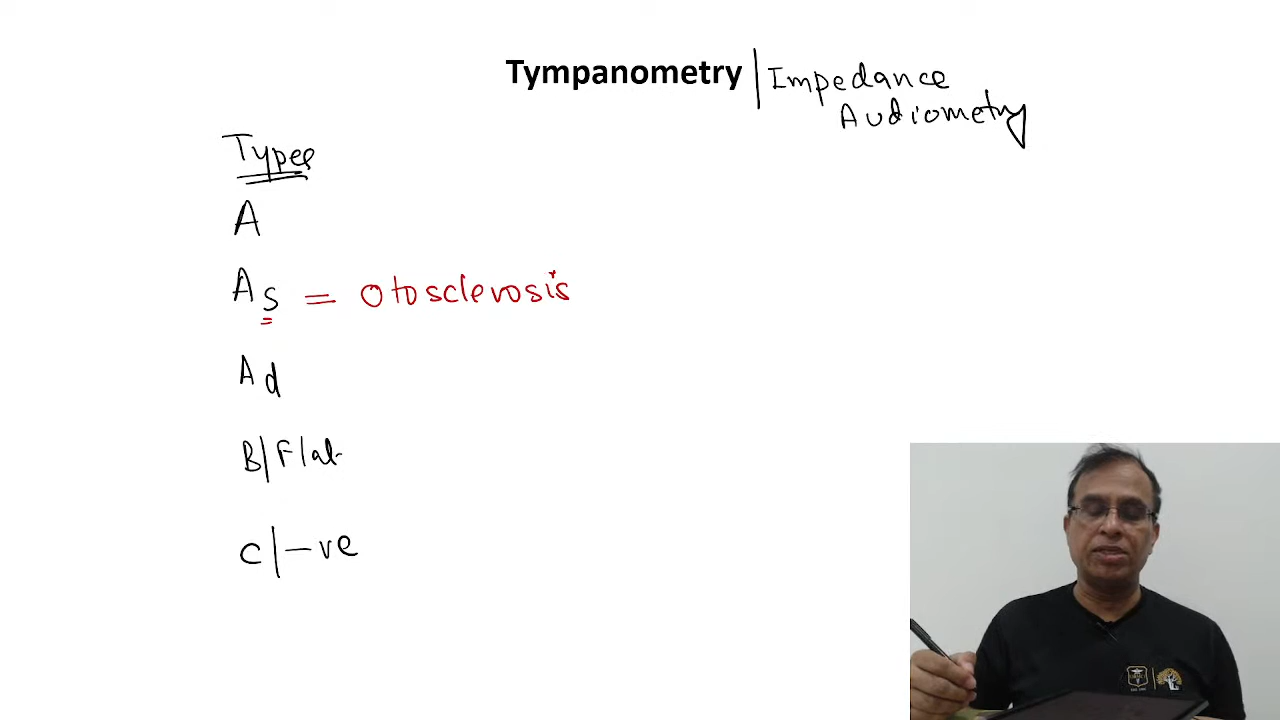 Tympanometry | Impedance
Audiometry
Types
A
As = Otosclerosis
Ad
B/Flat
C/-ve